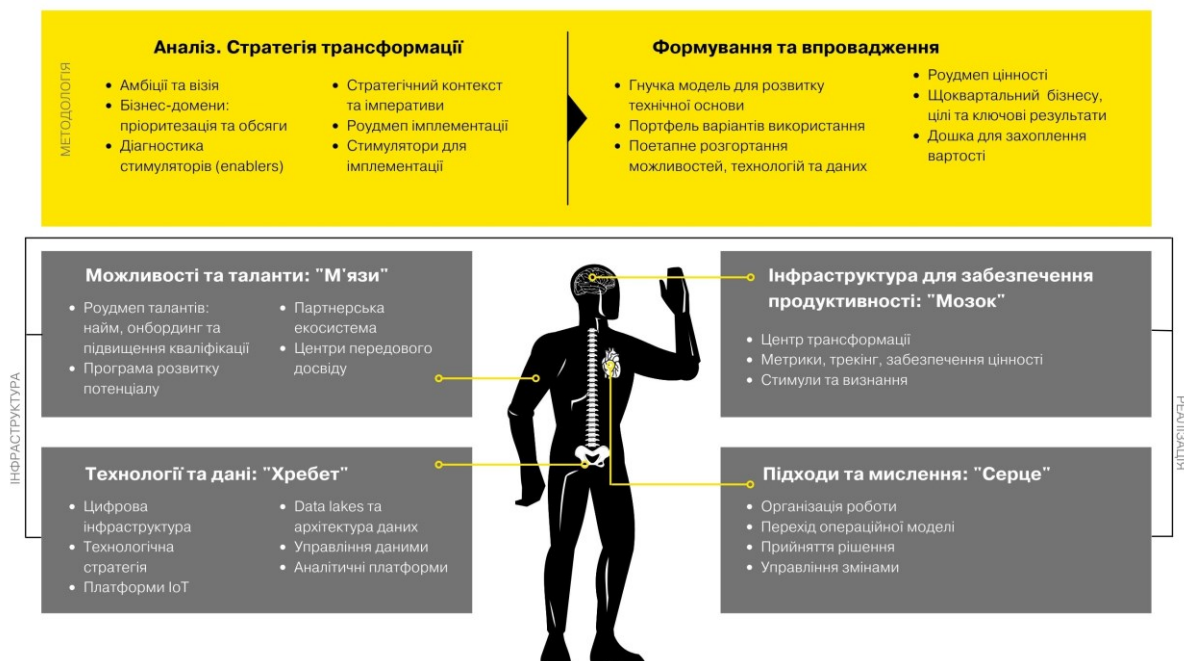 МЕТОДОЛОГІЯ
Аналіз. Стратегія трансформації
• Амбіції та візія
• Бізнес-домени:
пріоритезація та обсяги
• Діагностика
стимуляторів (enablers)
• Стратегічний контекст
та імперативи
• Роудмеп імплементації
• Стимулятори для
імплементації
Формування та впровадження
• Гнучка модель для розвитку
технічної основи
• Портфель варіантів використання
• Поетапне розгортання
можливостей, технологій та даних
• Роудмеп цінності
• Щоквартальний бізнесу,
цілі та ключові результати
• Дошка для захоплення
вартості
ІНФРАСТРУКТУРА
Можливості та таланти: "М'язи"
• Роудмеп талантів:
найм, онбординг та
підвищення кваліфікації
• Програма розвитку
потенціалу
• Партнерська
екосистема
• Центри передового
досвіду
Технології та дані: "Хребет"
• Цифрова
інфраструктура
• Технологічна
стратегія
• Платформи IoT
• Data lakes та
архітектура даних
• Управління даними
• Аналітичні платформи
Інфраструктура для забезпечення
продуктивності: "Мозок"
• Центр трансформації
• Метрики, трекінг, забезпечення цінності
• Стимули та визнання
Підходи та мислення: "Серце"
• Організація роботи
• Перехід операційної моделі
• Прийняття рішення
• Управління змінами
РЕАЛІЗАЦІЯ